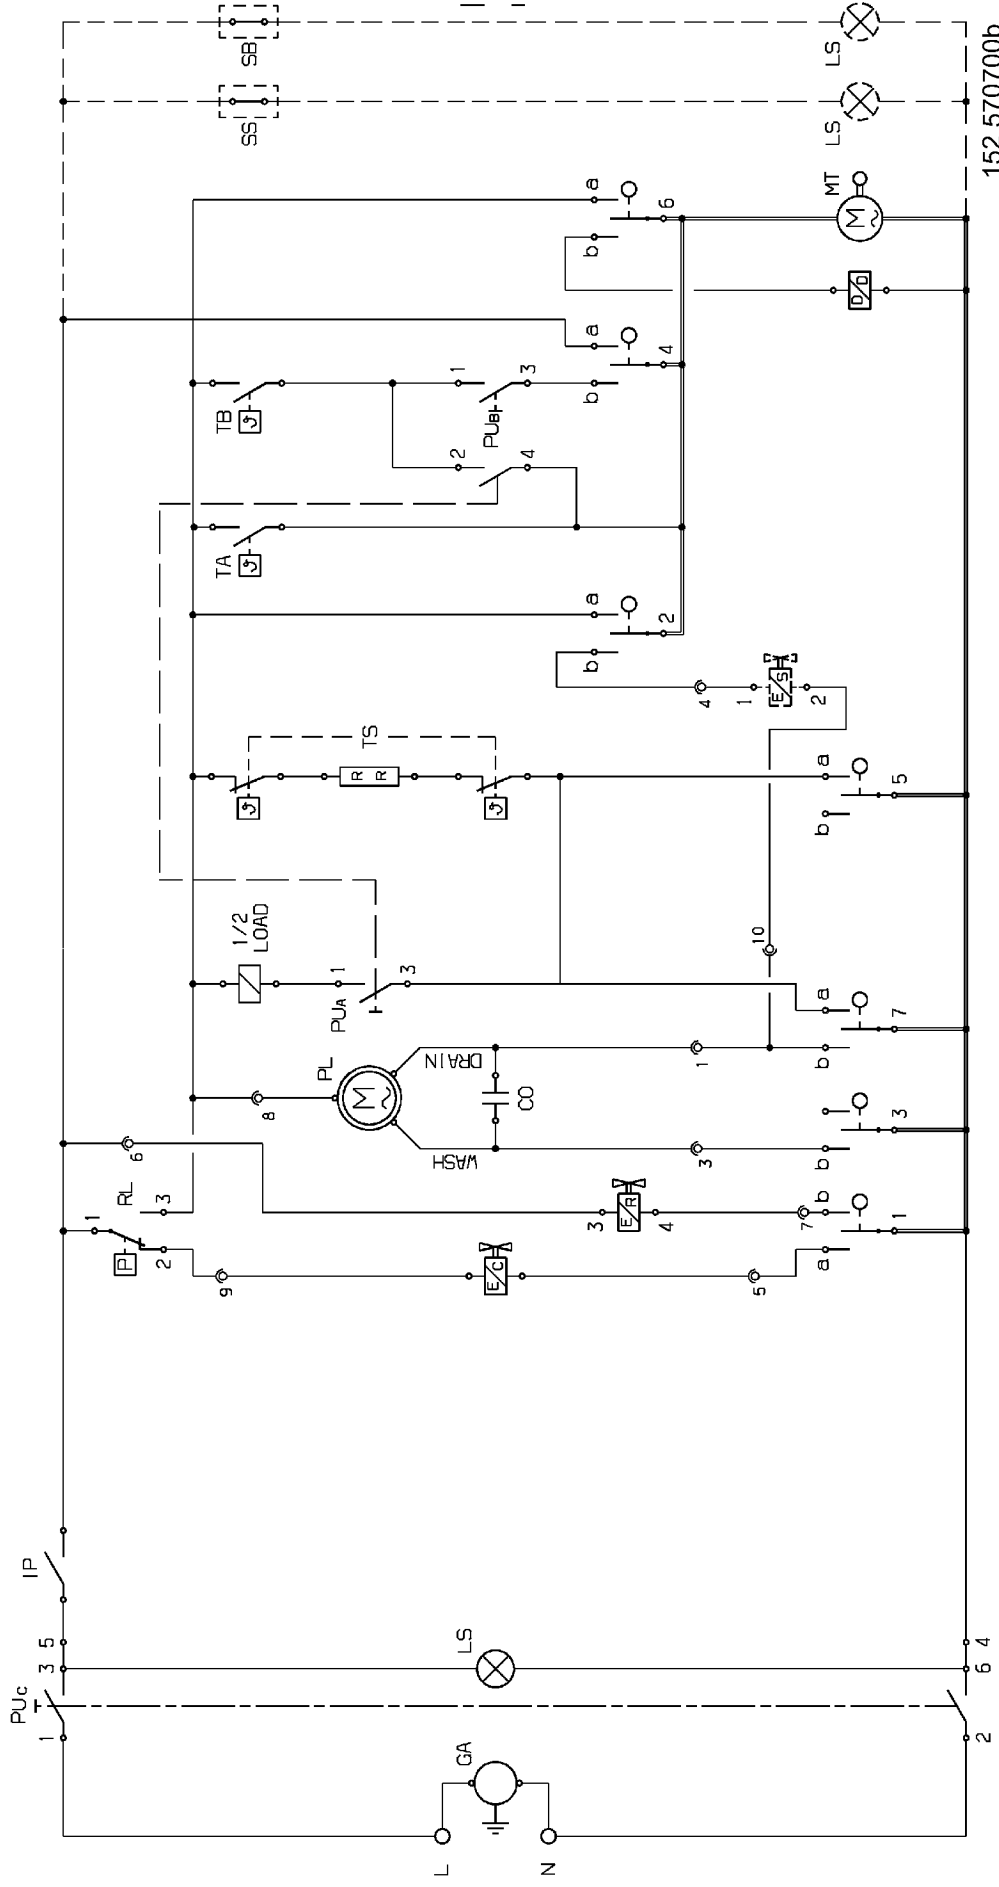 L
N
GA
PUc
1
2
3 5
6 4
LS
IP
RL
1
2
3
P
6
9
8
PL
M
WASH
DRAIN
CO
E C
E R
3
4
5
7
3
1
a
b
1
b
3
b
a
7
1/2
LOAD
PUA
1
3
10
TS
R R
b
a
5
4
1
E S
2
b
a
2
TA
TB
2
4
1
3
PUB
b
a
4
b
a
6
D D
MT
M
SS
SB
LS
LS
152 570700b